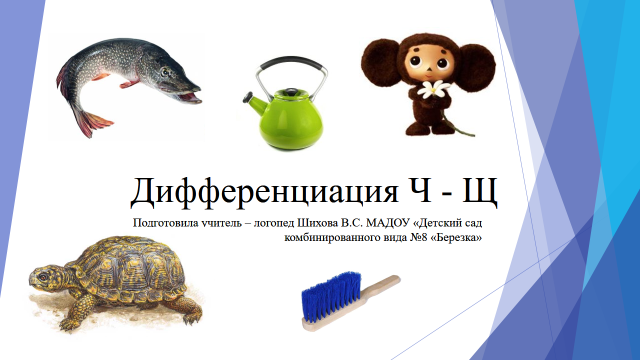 Дифференциация Ч - Щ
Подготовила учитель – логопед Шихова В.С. МАДОУ «Детский сад
комбинированного вида №8 «Березка»